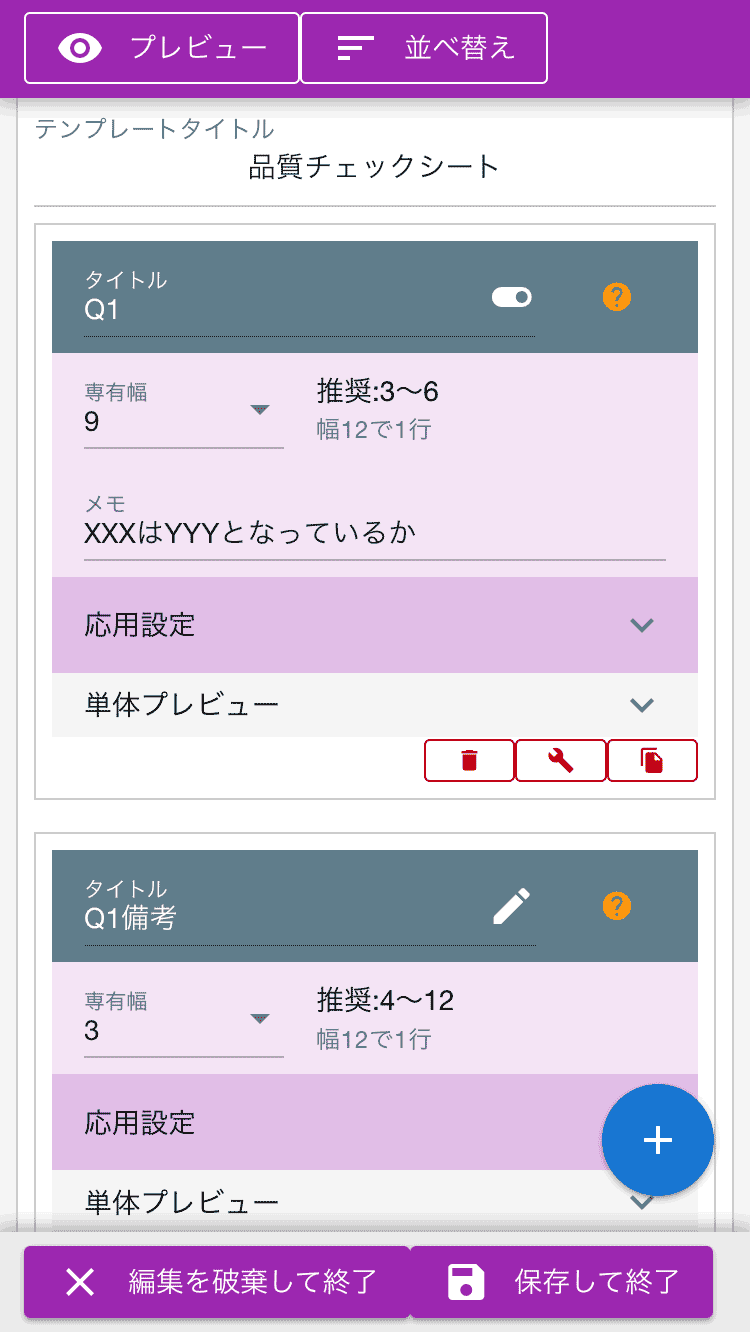 プレビュー 並べ替え
テンプレートタイトル
品質チェックシート
タイトル
Q1
?
専有幅
9
推奨:3〜6
幅12で1行
メモ
XXXはYYYとなっているか
応用設定
単体プレビュー
タイトル
Q1備考
?
専有幅
3
推奨:4〜12
幅12で1行
応用設定
単体プレビュー
編集を破棄して終了 保存して終了